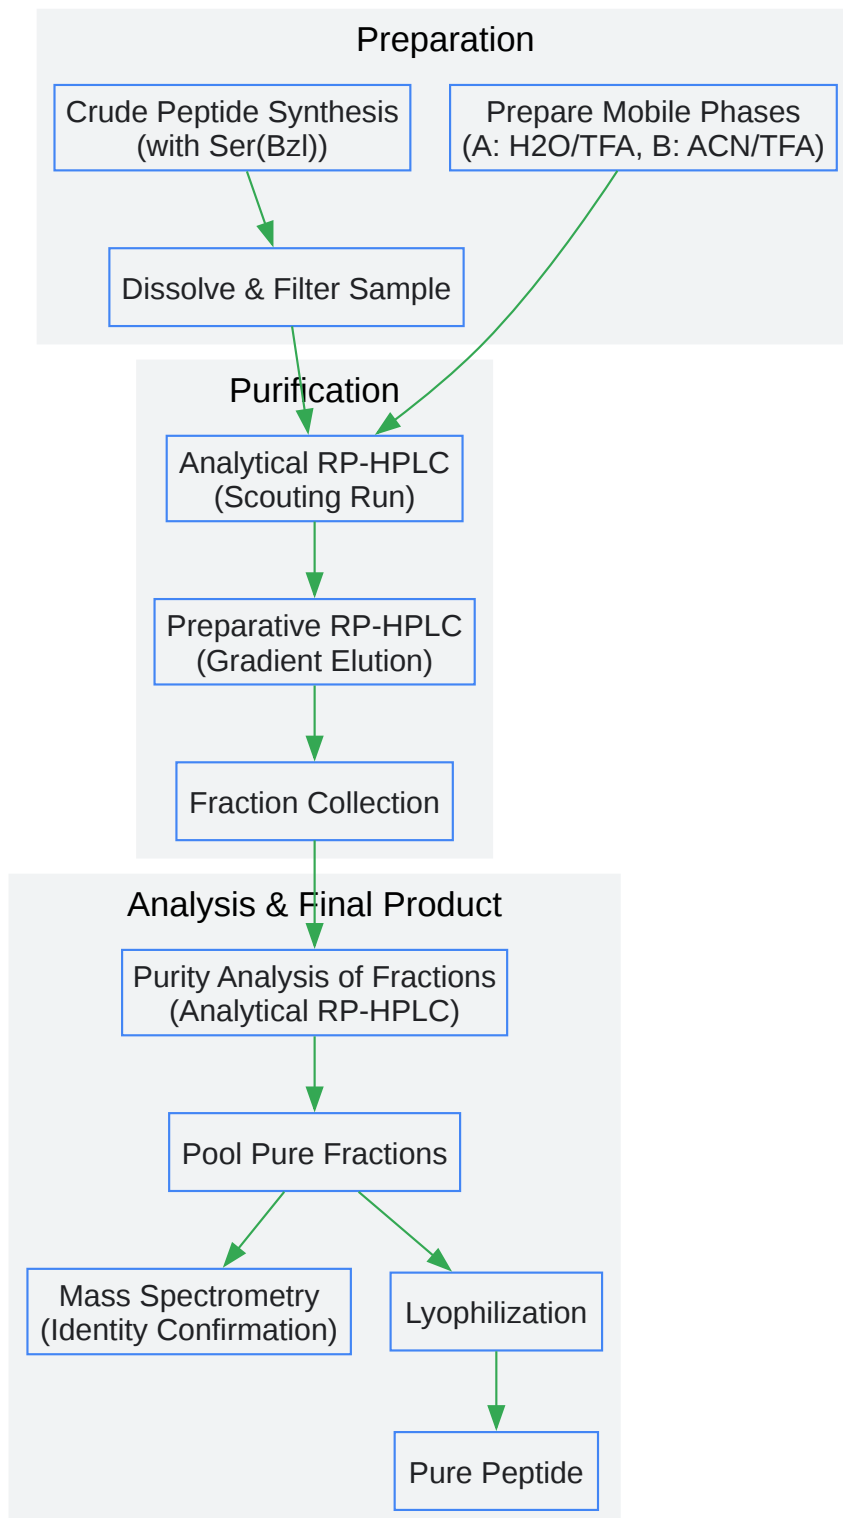 Preparation
Crude Peptide Synthesis
(with Ser(Bzl))
Prepare Mobile Phases
(A: H2O/TFA, B: ACN/TFA)
Dissolve & Filter Sample
Purification
Analytical RP-HPLC
(Scouting Run)
Preparative RP-HPLC
(Gradient Elution)
Fraction Collection
Analysis & Final Product
Purity Analysis of Fractions
(Analytical RP-HPLC)
Pool Pure Fractions
Mass Spectrometry
(Identity Confirmation)
Lyophilization
Pure Peptide